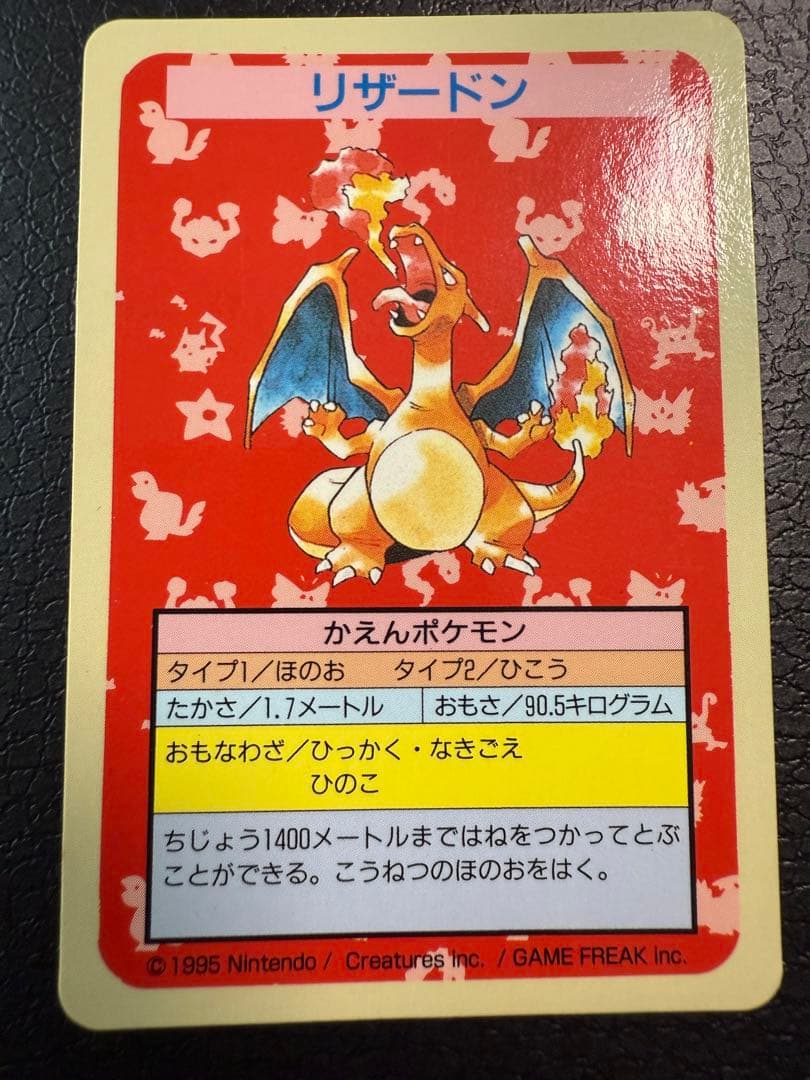 リザードン
かえんポケモン
タイプ1／ほのお　タイプ2／ひこう
たかさ／1.7メートル　おもさ／90.5キログラム
おもなわざ／ひっかく・なきごえ
ひのこ
ちじょう1400メートルまではねをつかってとぶ
ことができる。こうねつのほのおをはく。
©1995 Nintendo / Creatures inc. / GAME FREAK inc.